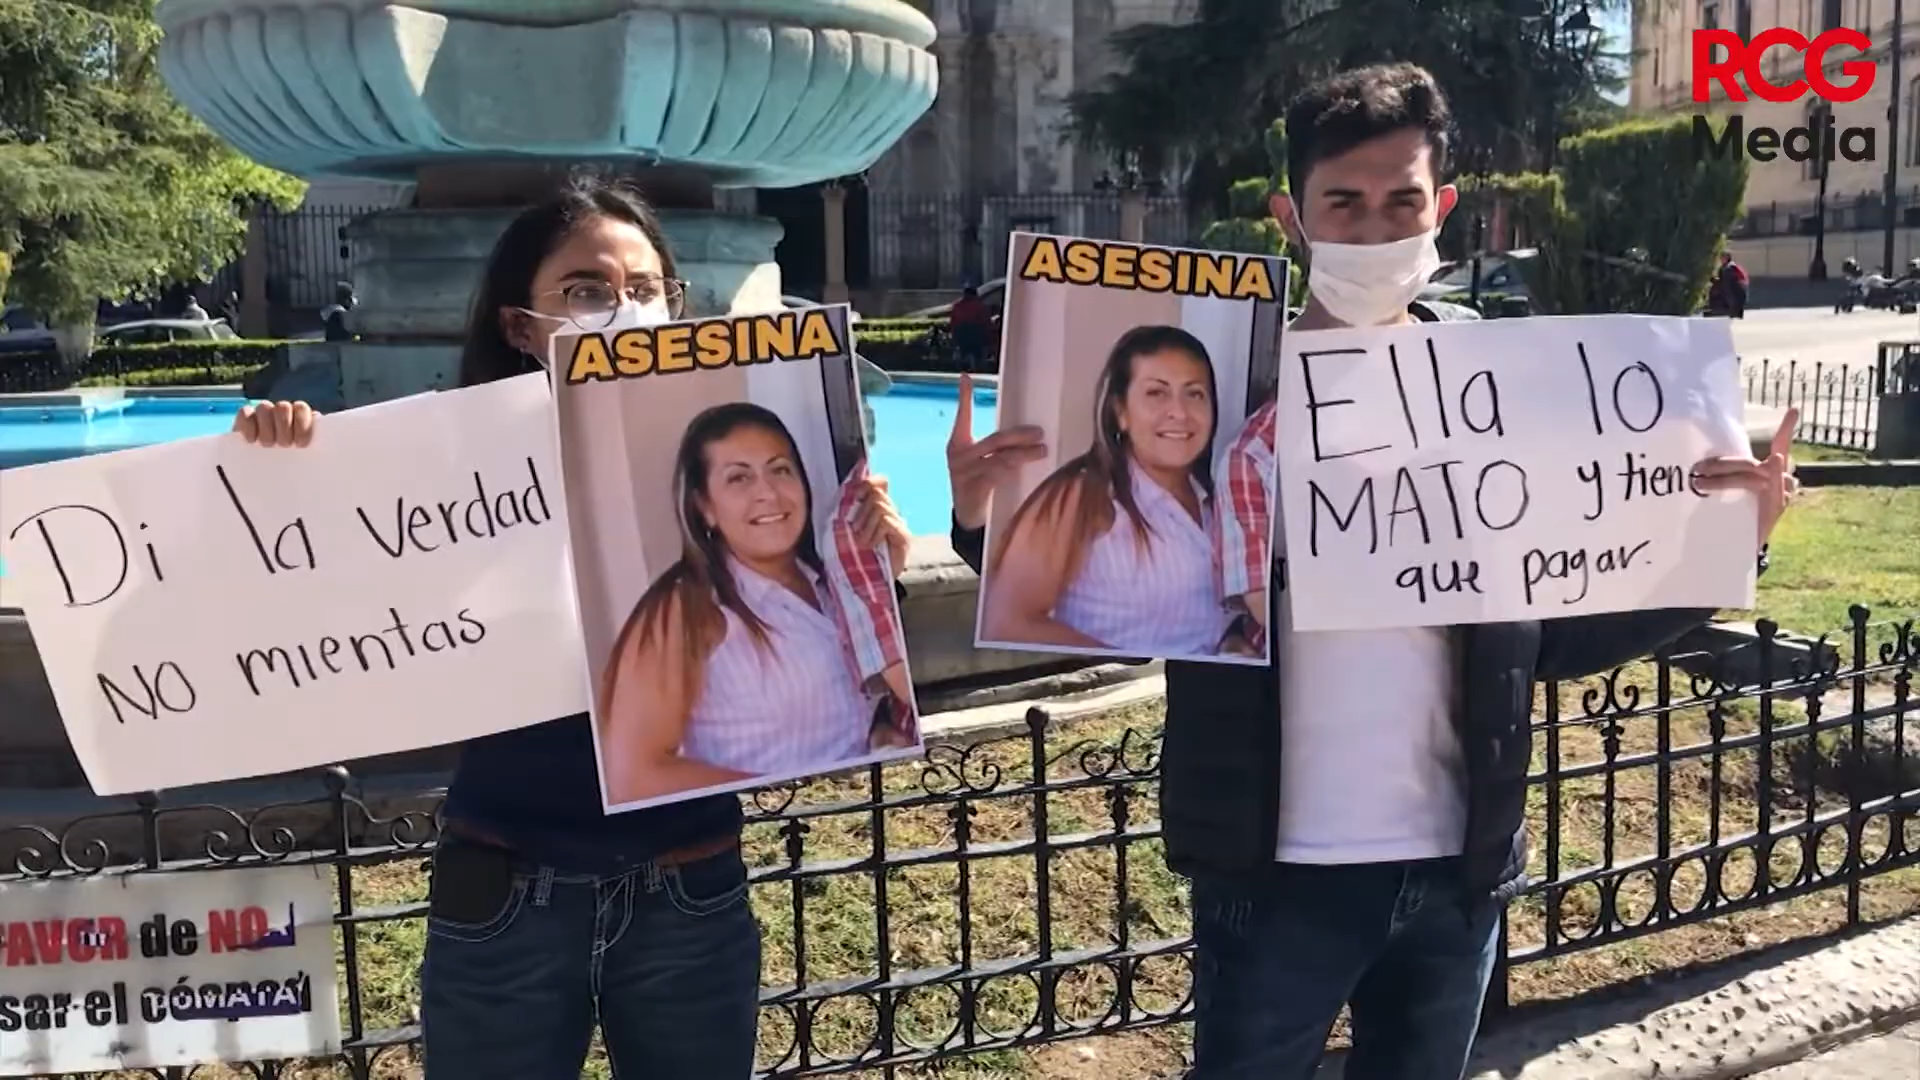 RCG
Media
ASESINA
Di la verdad
NO mientas
ASESINA
Ella lo
MATO y tiene
que pagar.
FAVOR de NO
sar el